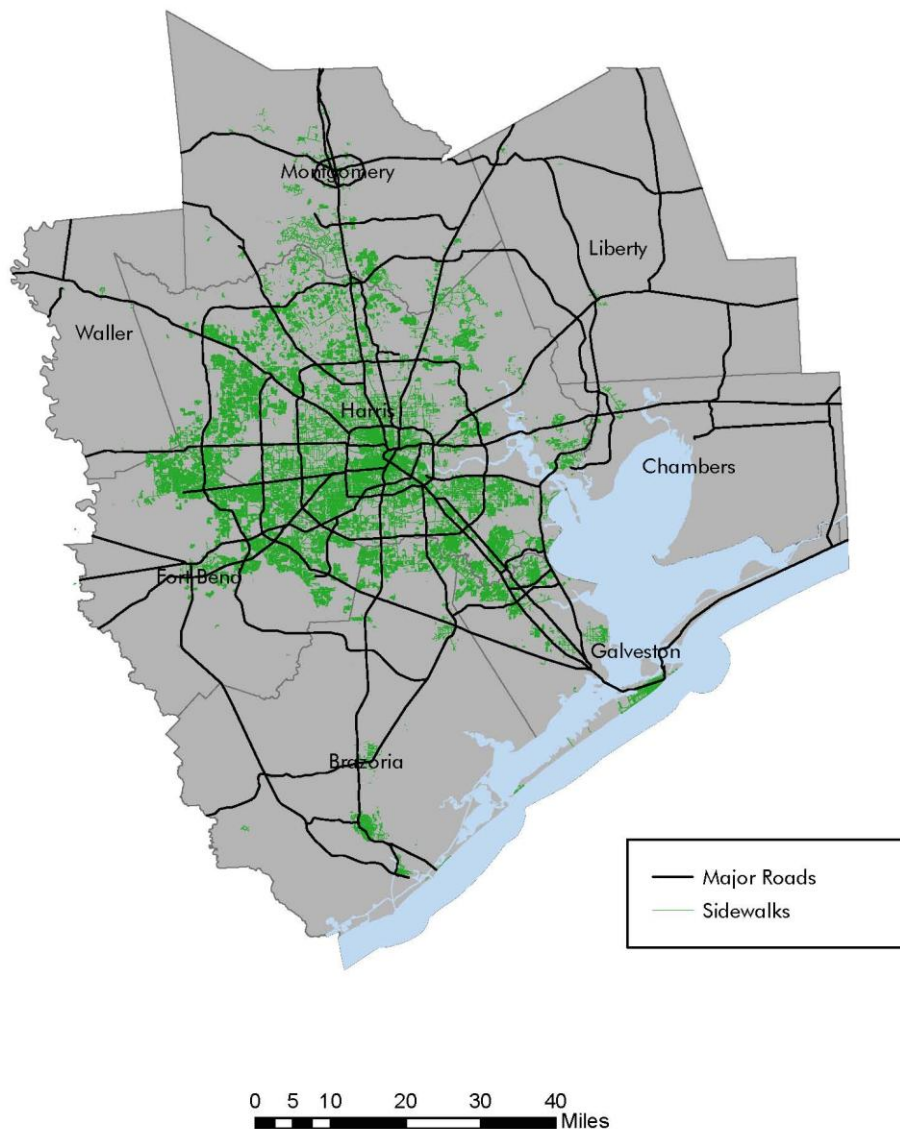 Montgomery
Liberty
Waller
Harris
Chambers
Fort Bend
Galveston
Brazoria
Major Roads
Sidewalks
0 5 10 20 30 40
Miles